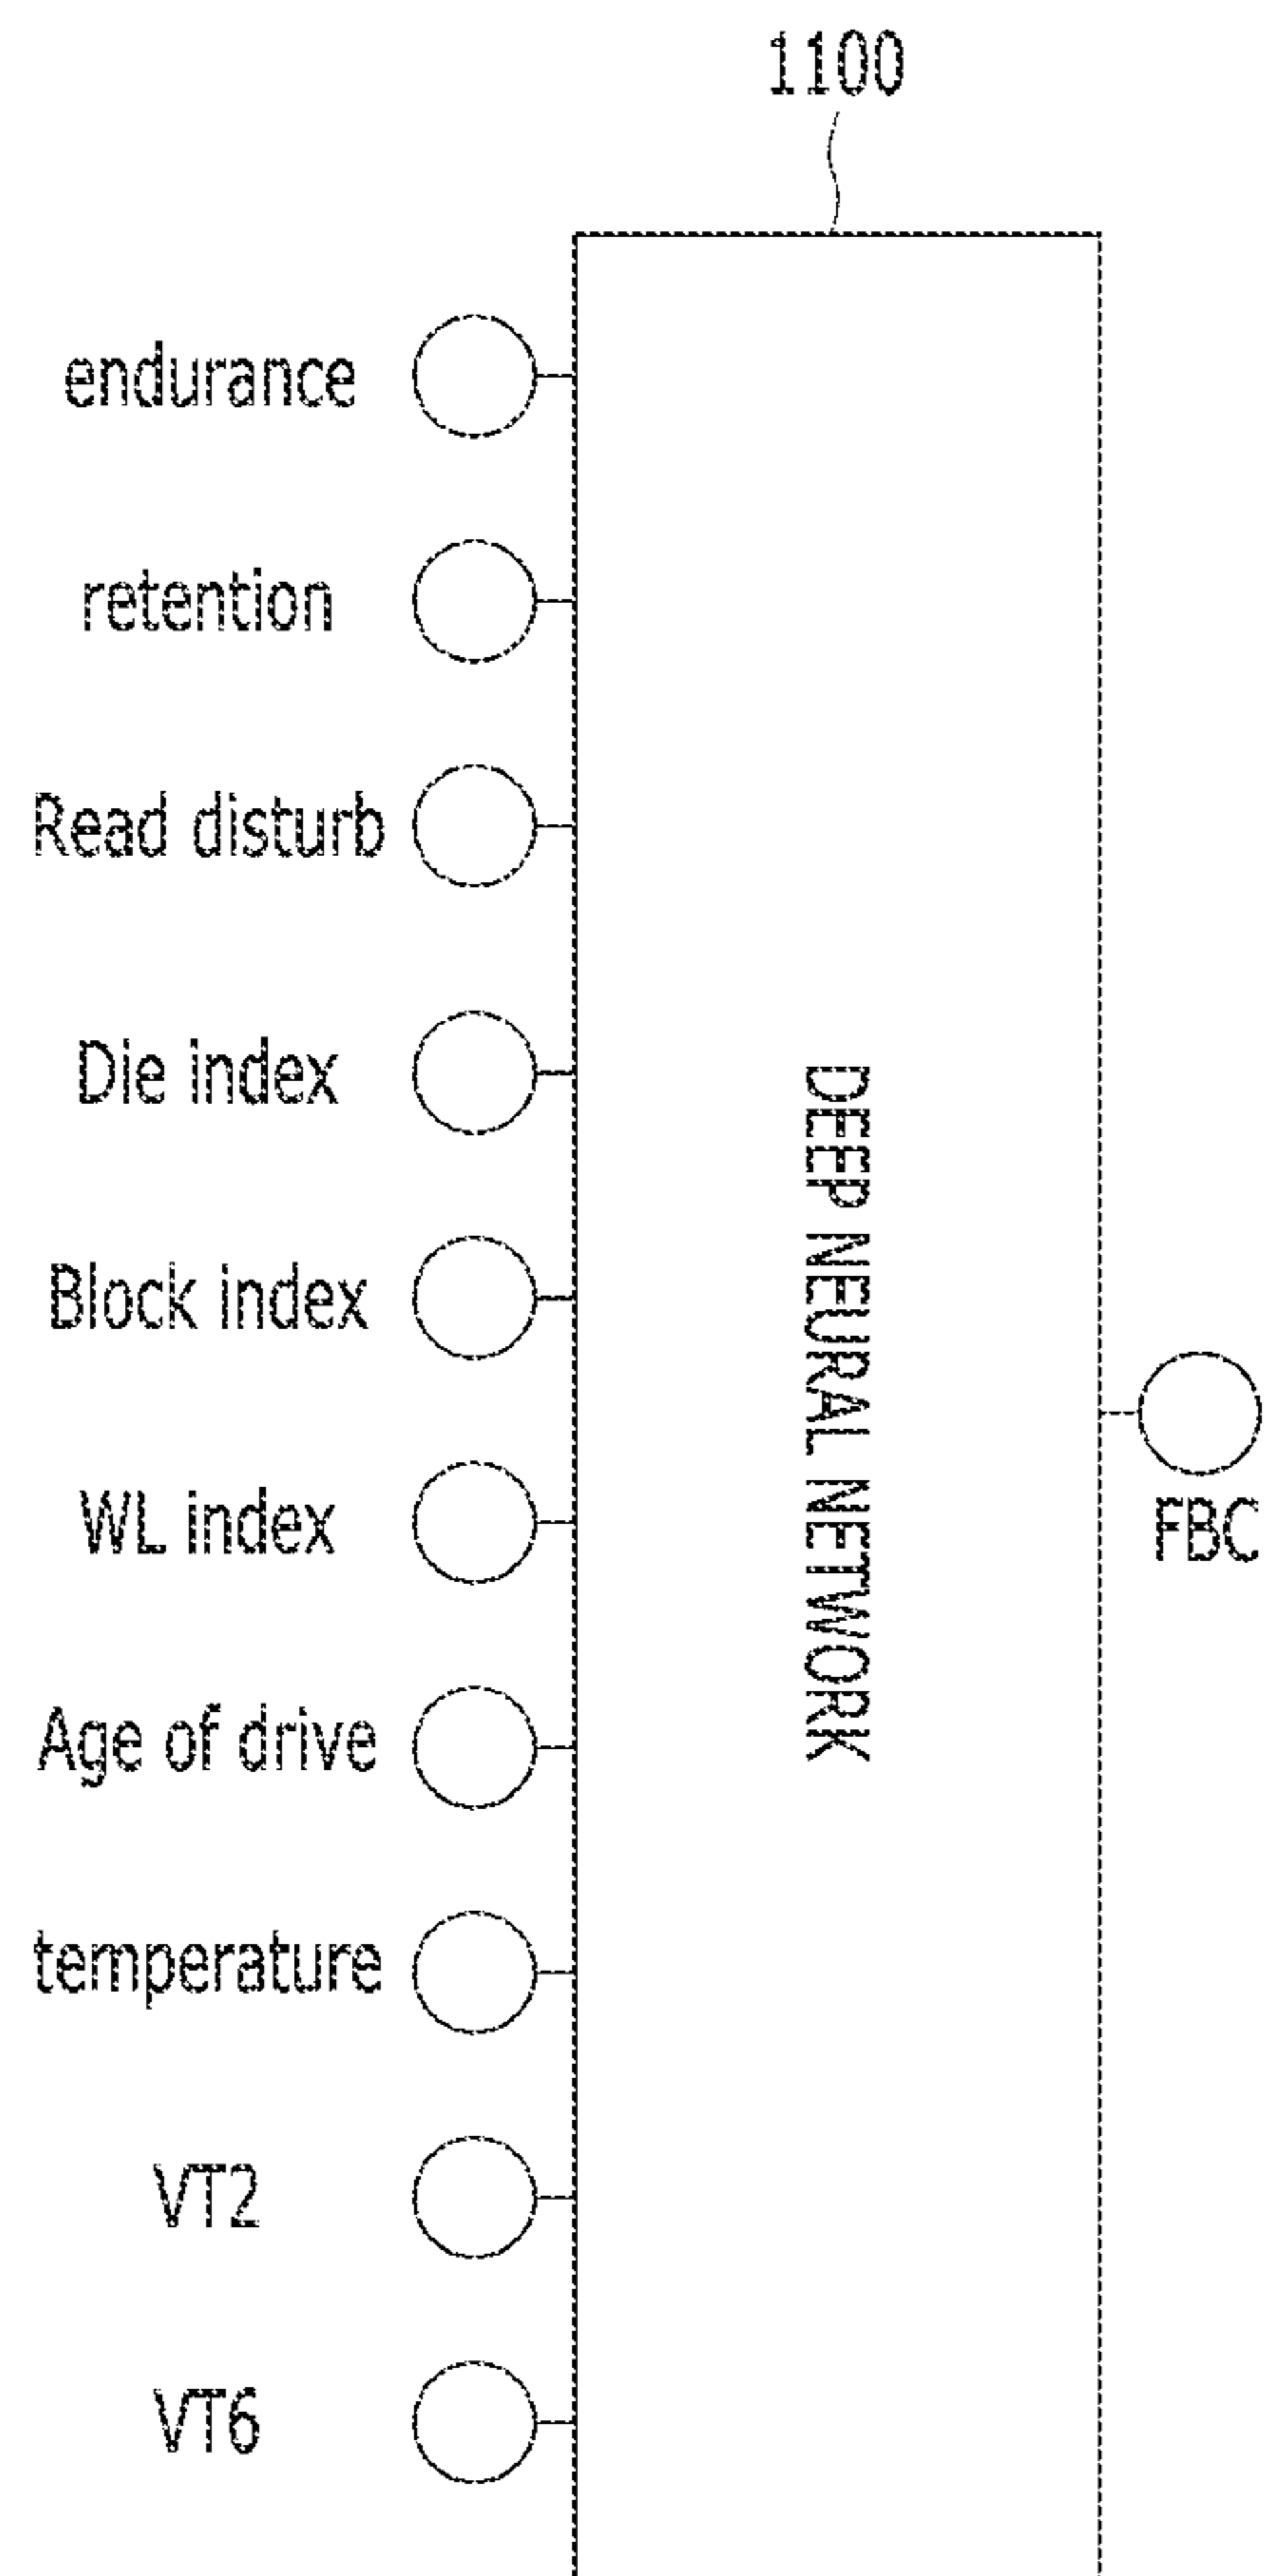 1100
endurance
retention
Read disturb
Die index
Block index
WL index
Age of drive
temperature
VT2
VT6
DEEP NEURAL NETWORK
FBC